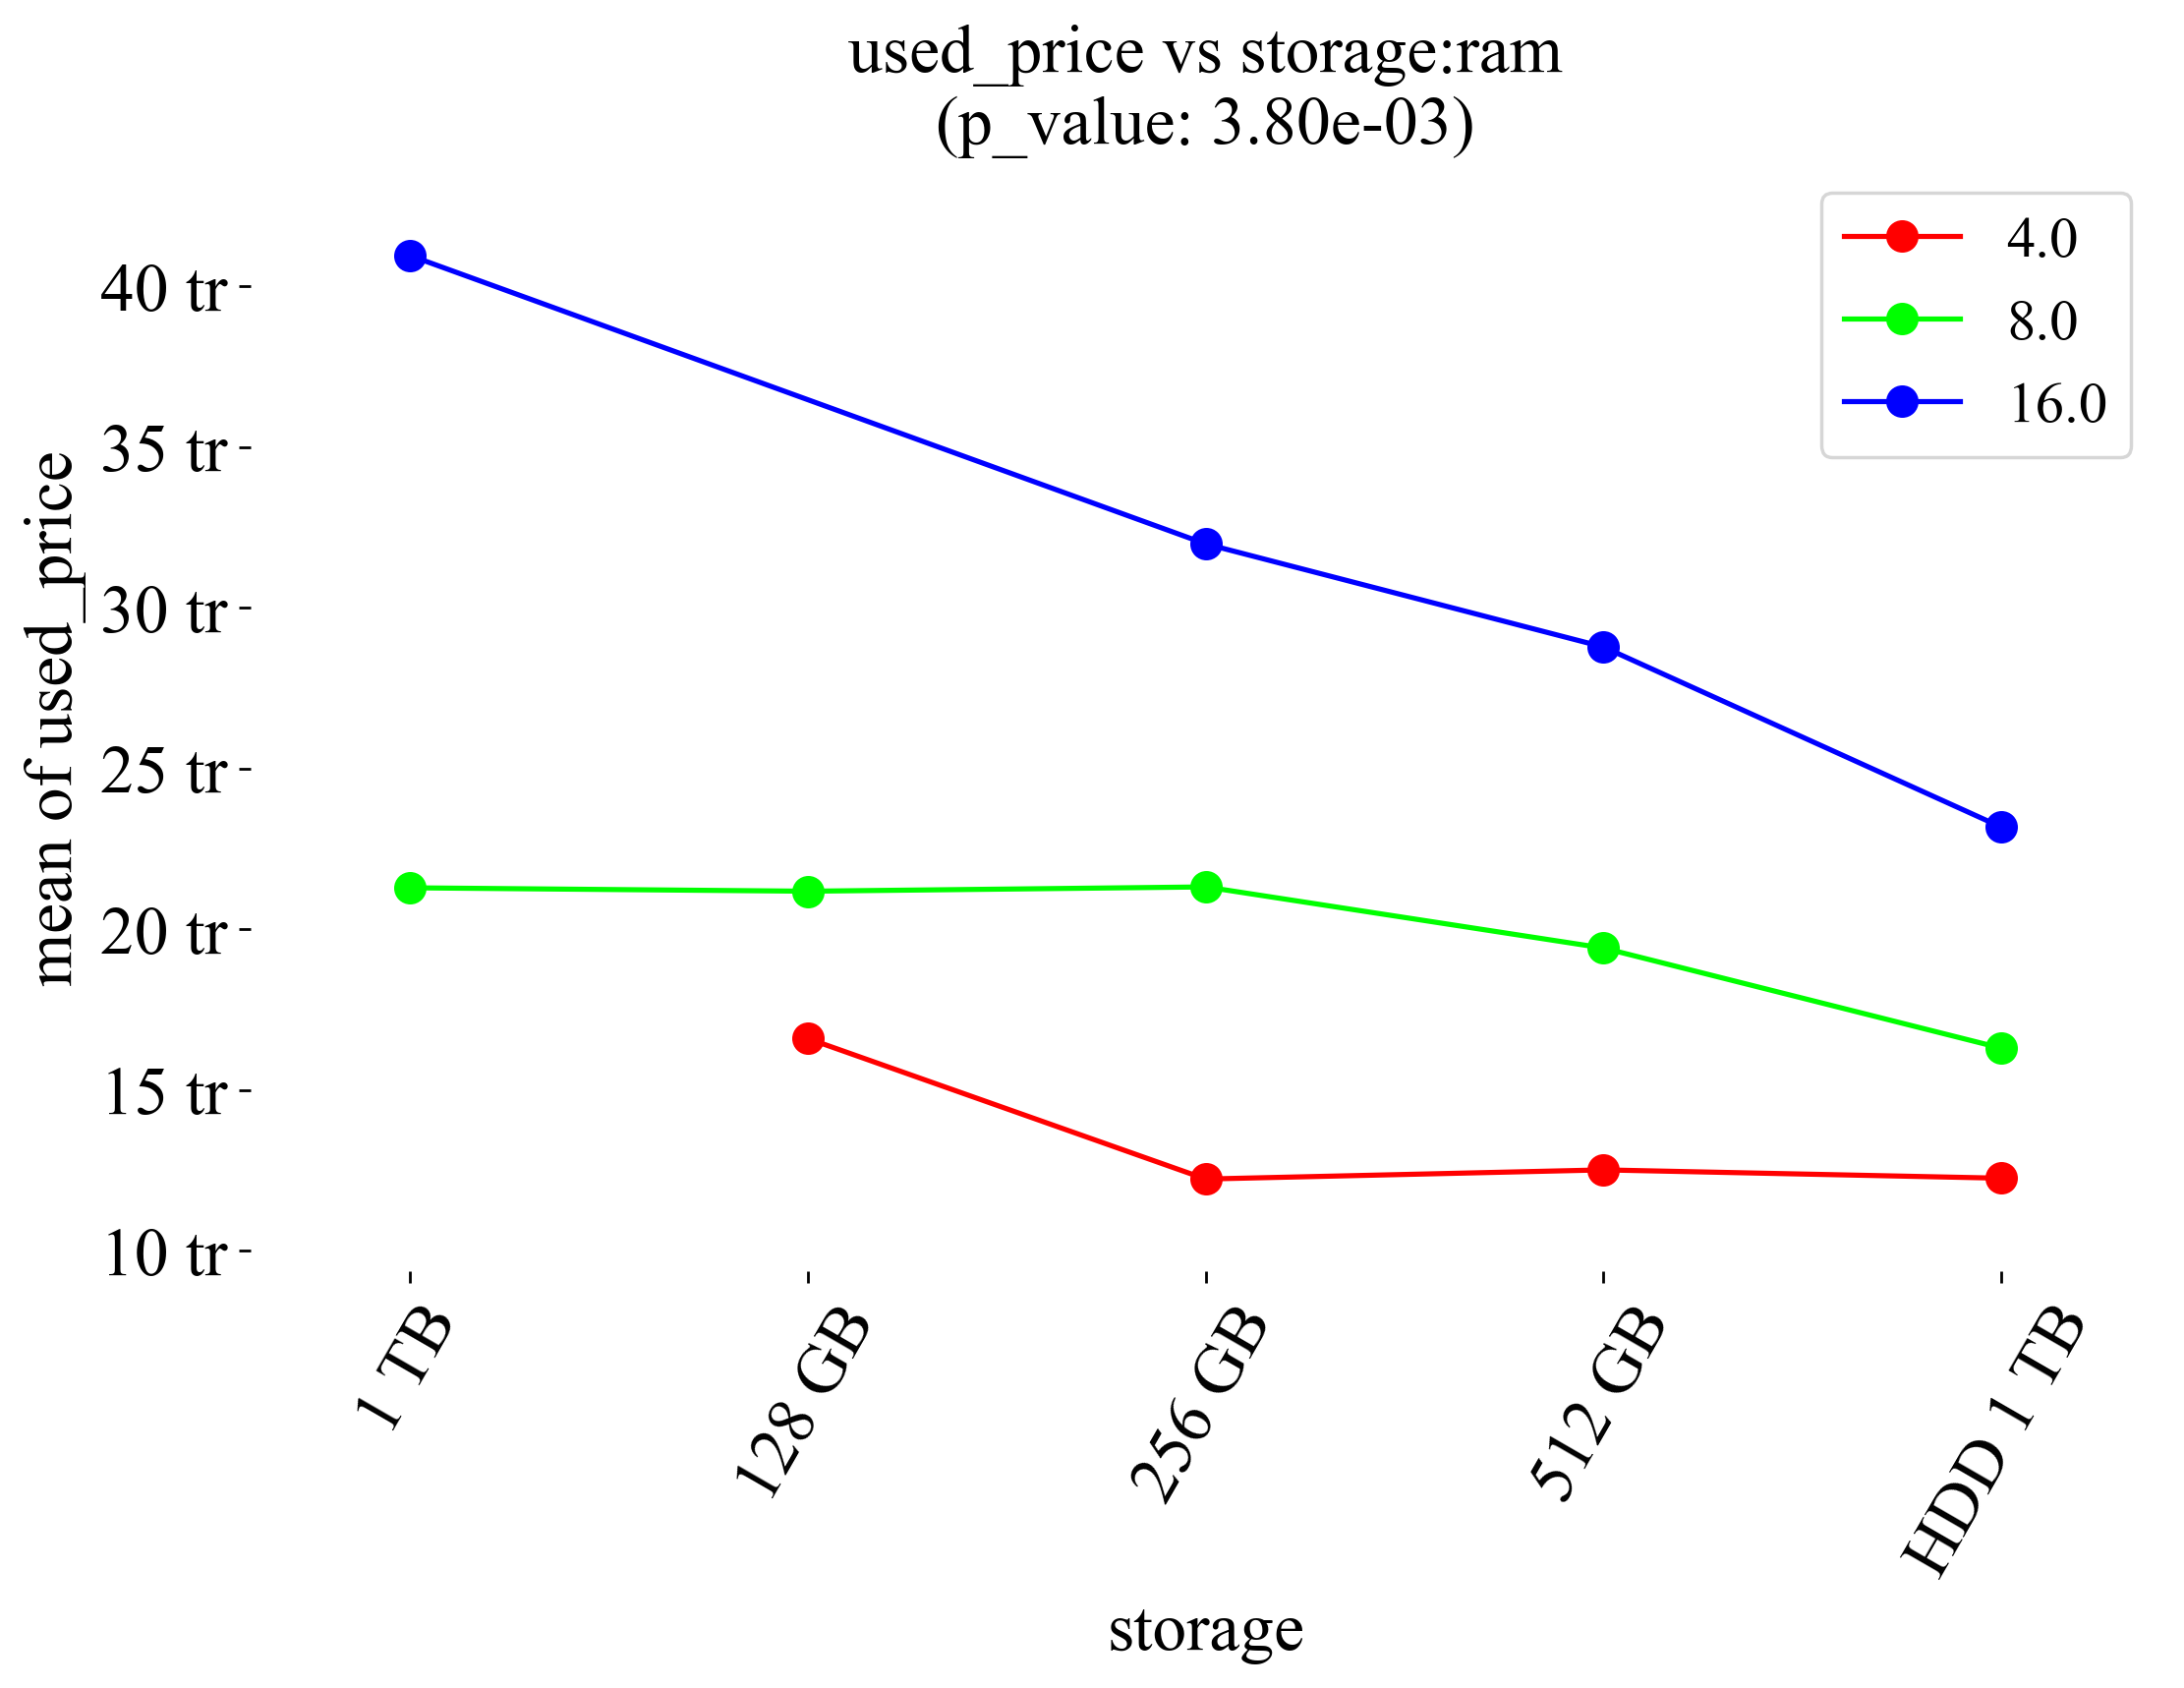 used_price vs storage:ram
(p_value: 3.80e-03)
4.0
8.0
16.0
mean of used_price
40 tr
35 tr
30 tr
25 tr
20 tr
15 tr
10 tr
1 TB
128 GB
256 GB
512 GB
HDD 1 TB
storage